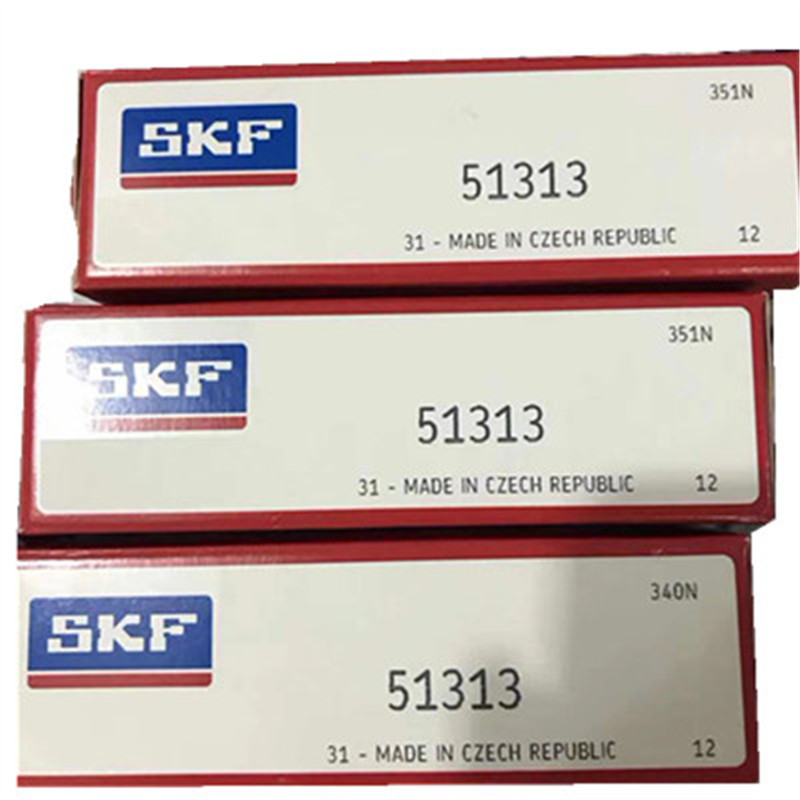 351N
SKF
51313
31 - MADE IN CZECH REPUBLIC 12
351N
SKF
51313
31 - MADE IN CZECH REPUBLIC 12
340N
SKF
51313
31 - MADE IN CZECH REPUBLIC 12